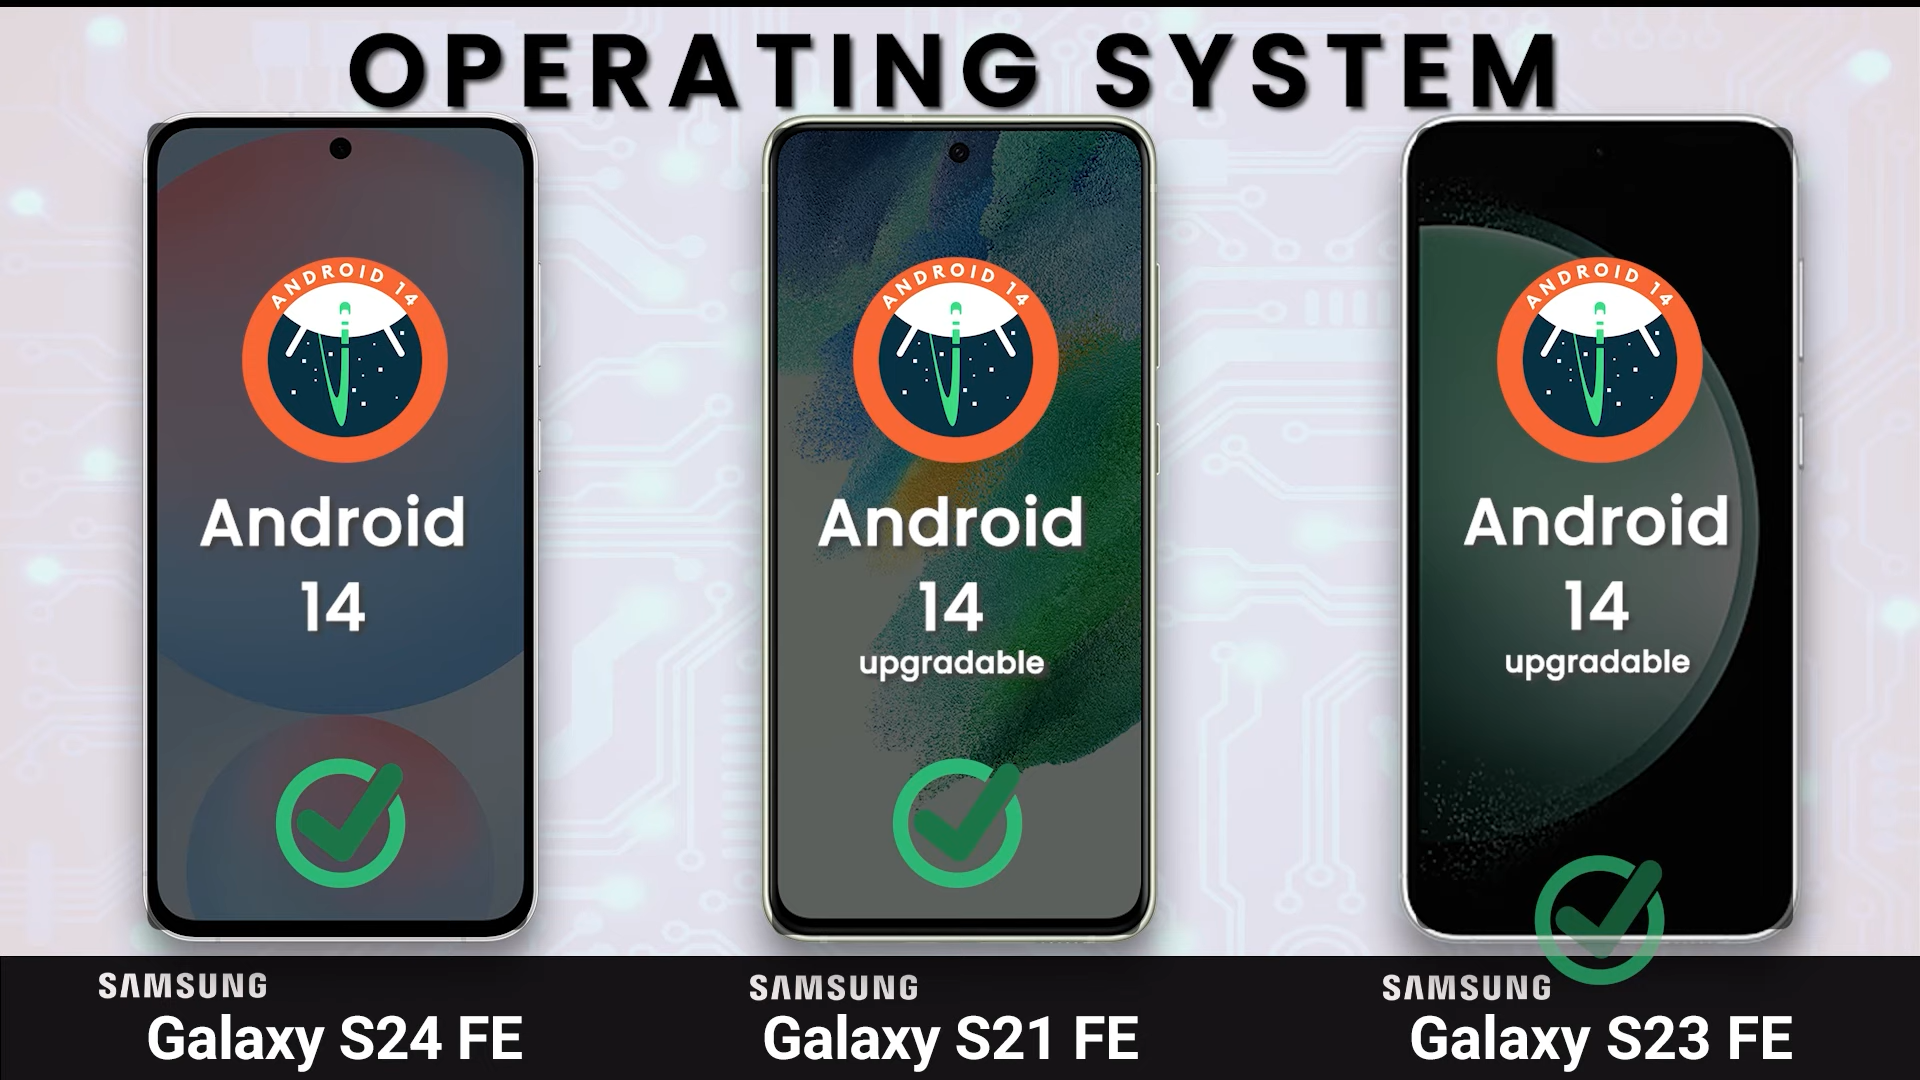 OPERATING SYSTEM
ANDROID 14
Android
14
ANDROID 14
Android
14
upgradable
ANDROID 14
Android
14
upgradable
SAMSUNG
Galaxy S24 FE
SAMSUNG
Galaxy S21 FE
SAMSUNG
Galaxy S23 FE